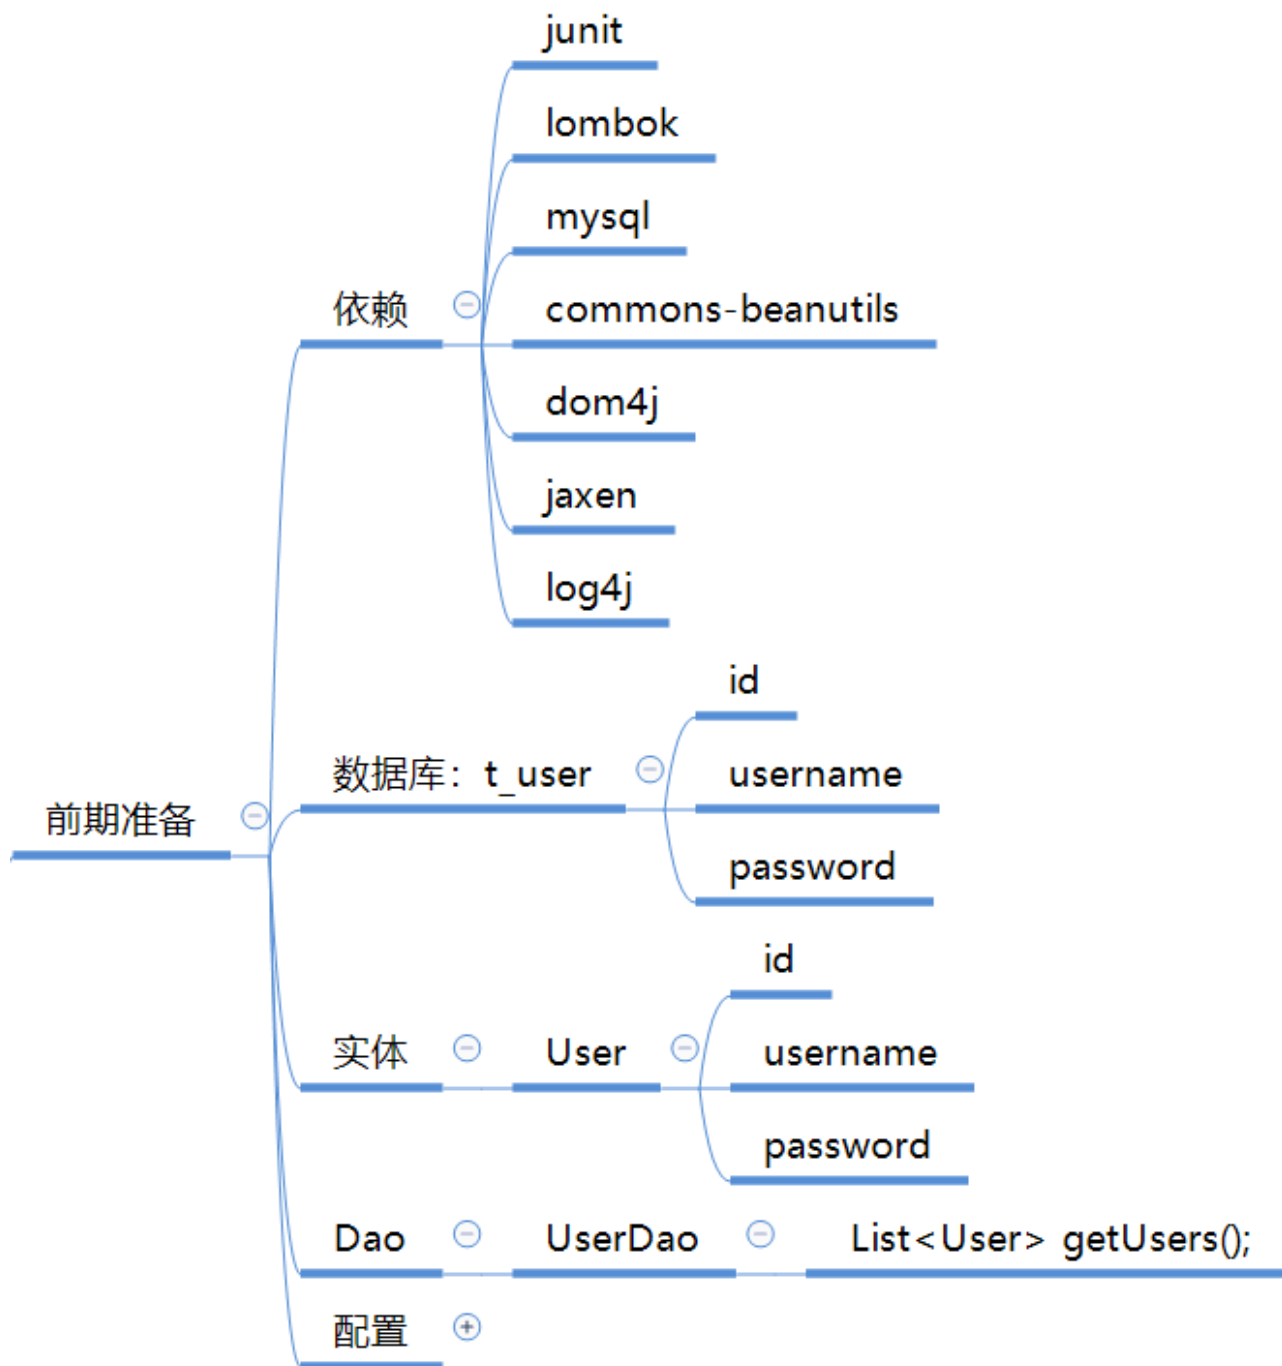 junit
lombok
mysql
依赖
commons-beanutils
dom4j
jaxen
log4j
id
数据库：t_user
username
前期准备
password
id
实体
User
username
password
Dao
UserDao
List<User> getUsers();
配置